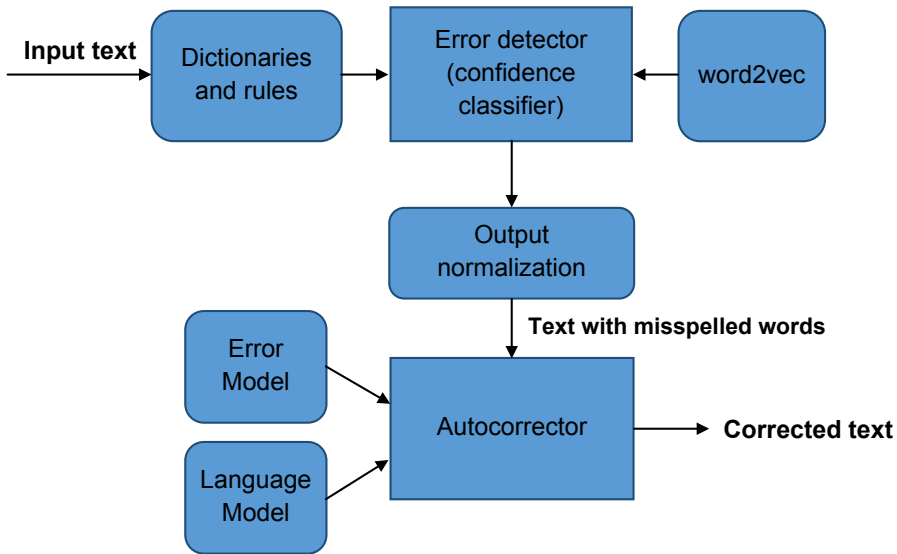 Input text
Dictionaries
and rules
Error detector
(confidence
classifier)
word2vec
Output
normalization
Text with misspelled words
Error
Model
Autocorrector
Corrected text
Language
Model